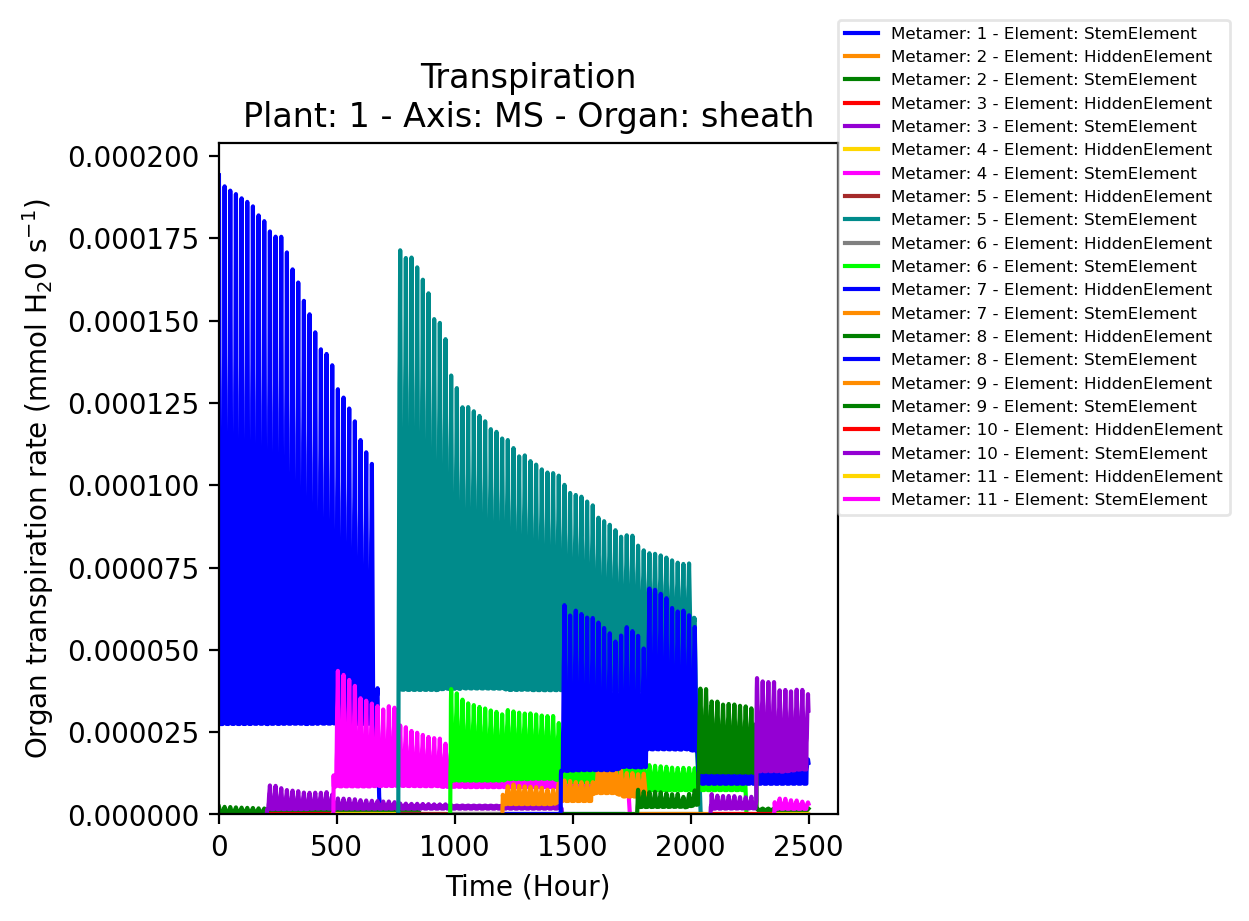 Transpiration
Plant: 1 - Axis: MS - Organ: sheath
Metamer: 1 - Element: StemElement
Metamer: 2 - Element: HiddenElement
Metamer: 2 - Element: StemElement
Metamer: 3 - Element: HiddenElement
Metamer: 3 - Element: StemElement
Metamer: 4 - Element: HiddenElement
Metamer: 4 - Element: StemElement
Metamer: 5 - Element: HiddenElement
Metamer: 5 - Element: StemElement
Metamer: 6 - Element: HiddenElement
Metamer: 6 - Element: StemElement
Metamer: 7 - Element: HiddenElement
Metamer: 7 - Element: StemElement
Metamer: 8 - Element: HiddenElement
Metamer: 8 - Element: StemElement
Metamer: 9 - Element: HiddenElement
Metamer: 9 - Element: StemElement
Metamer: 10 - Element: HiddenElement
Metamer: 10 - Element: StemElement
Metamer: 11 - Element: HiddenElement
Metamer: 11 - Element: StemElement
Organ transpiration rate (mmol H₂0 s⁻¹)
0.000200
0.000175
0.000150
0.000125
0.000100
0.000075
0.000050
0.000025
0.000000
0 500 1000 1500 2000 2500
Time (Hour)